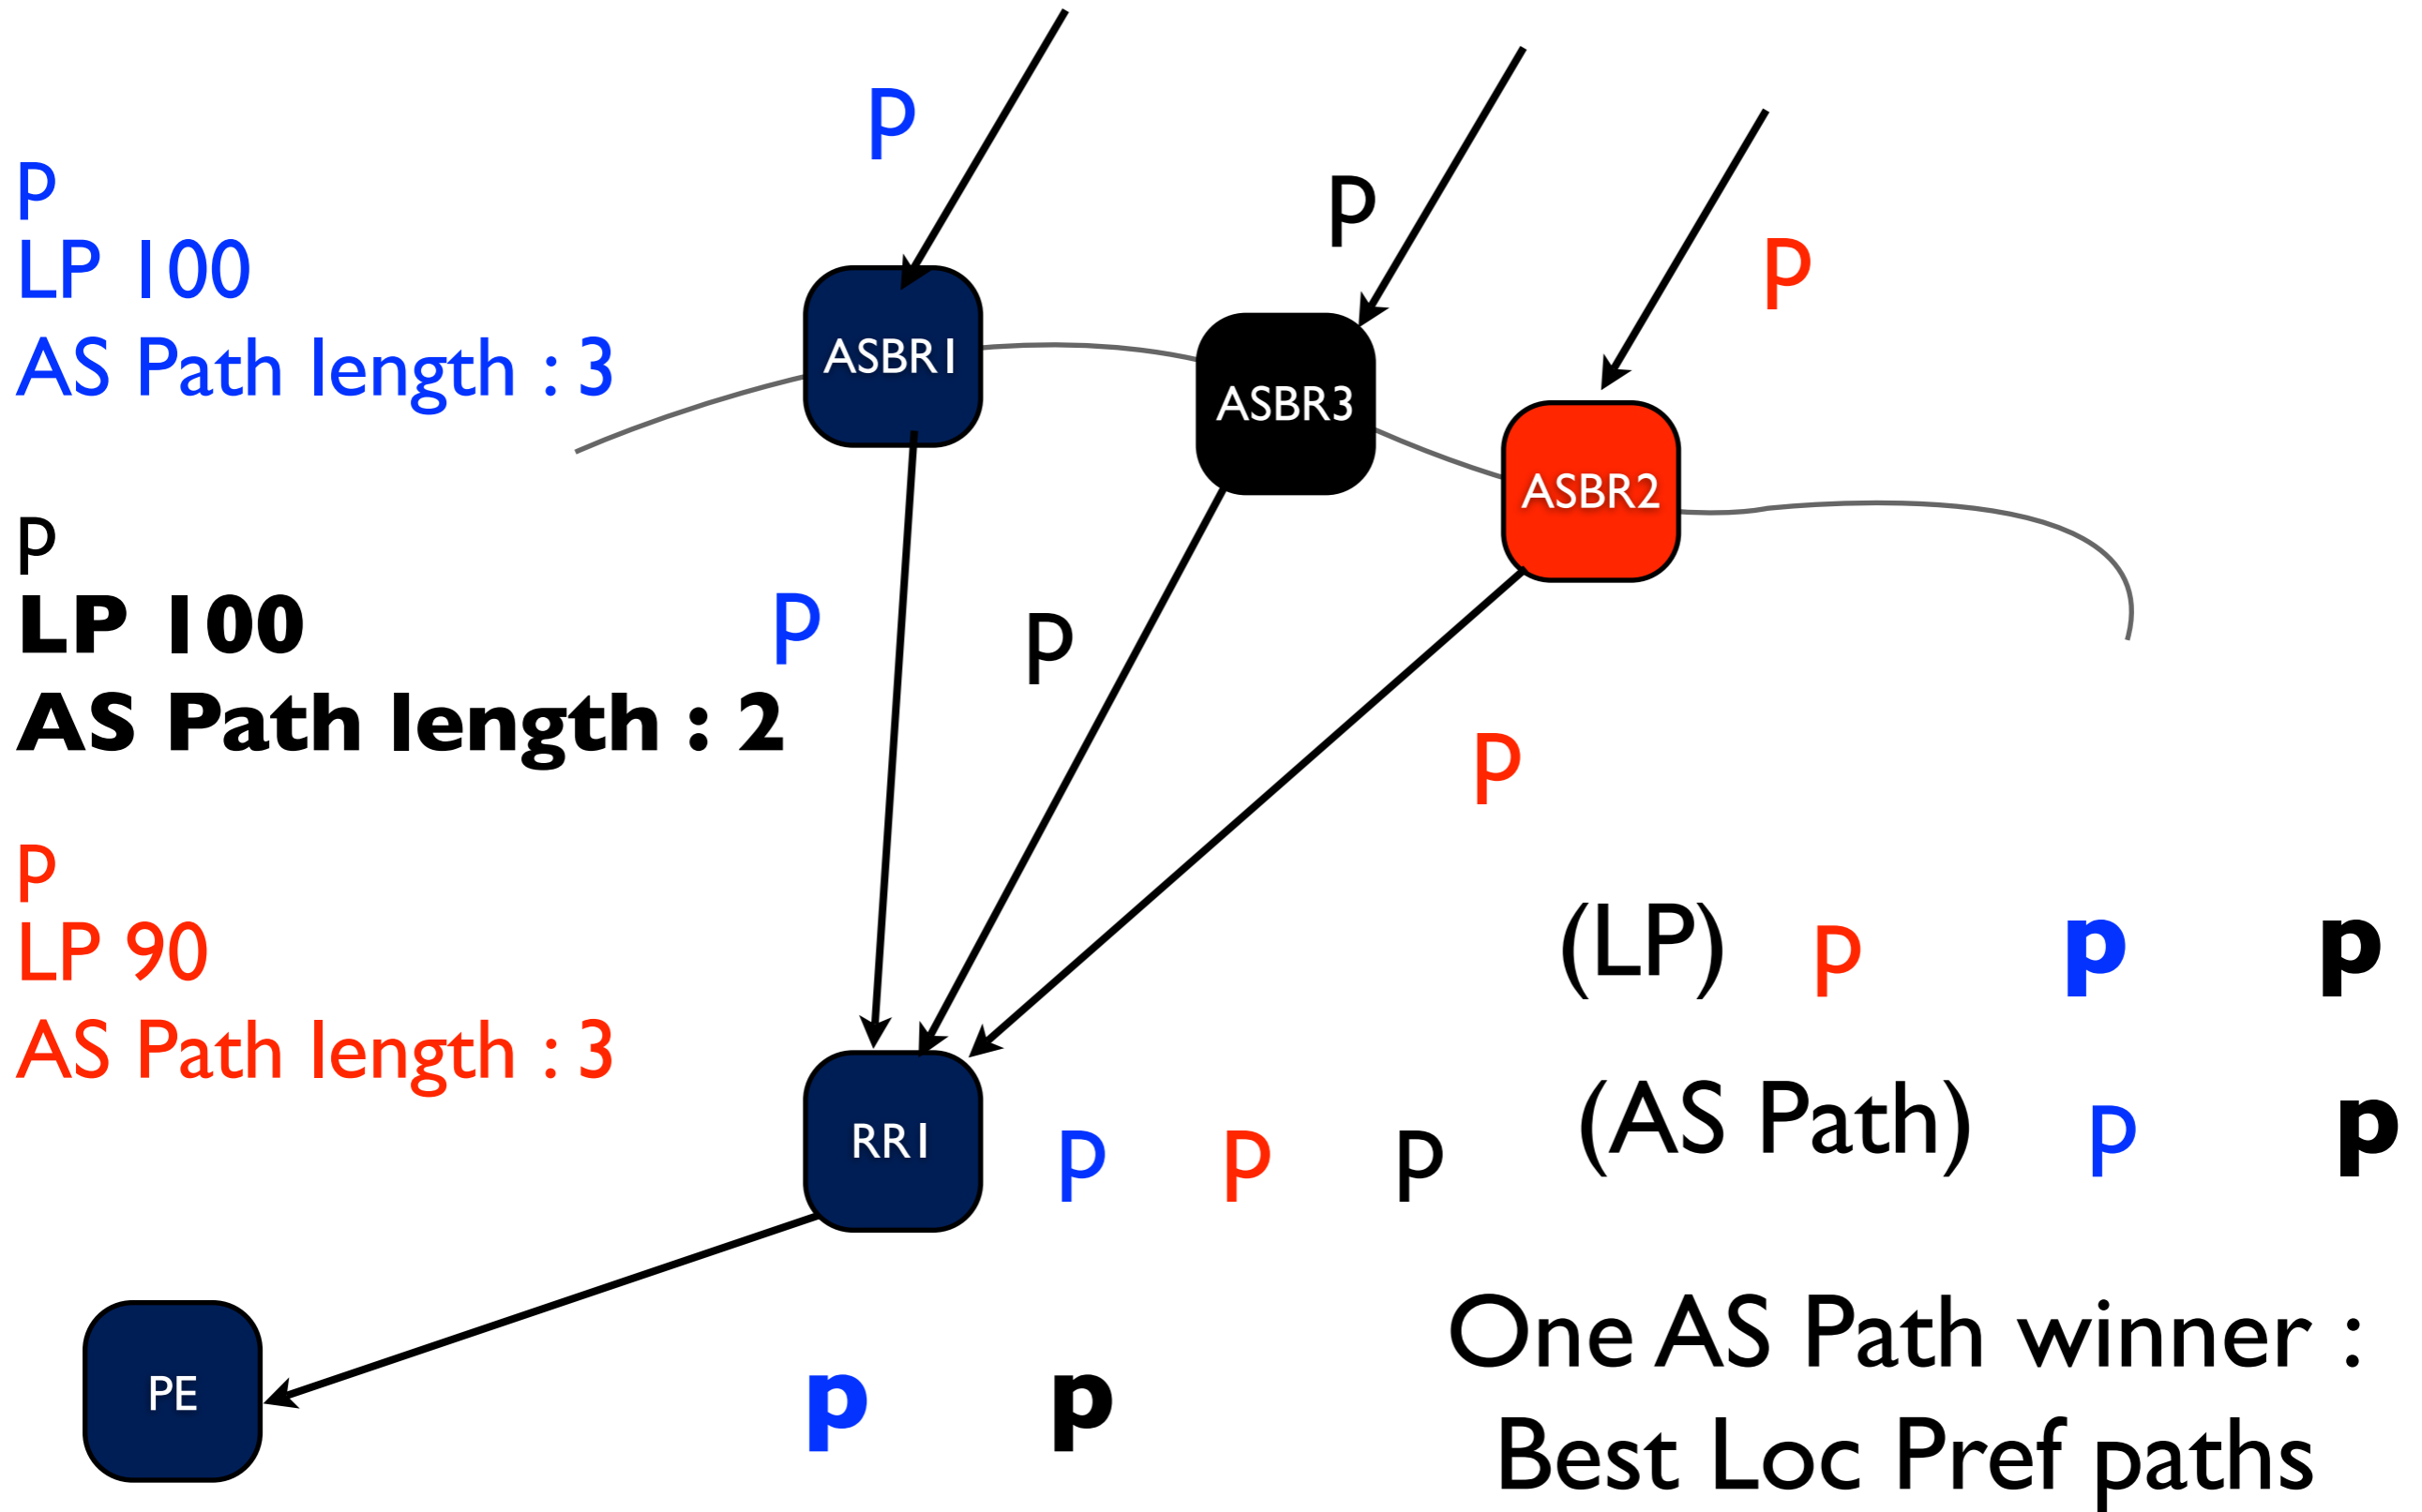 p
p
p
P
LP 100
AS Path length : 3
ASBR1
ASBR3
ASBR2
P
LP 100
AS Path length : 2
p
p
p
P
LP 90
AS Path length : 3
(LP) p p p
(AS Path) p p
RR1
p p p
PE
p p
One AS Path winner :
Best Loc Pref paths